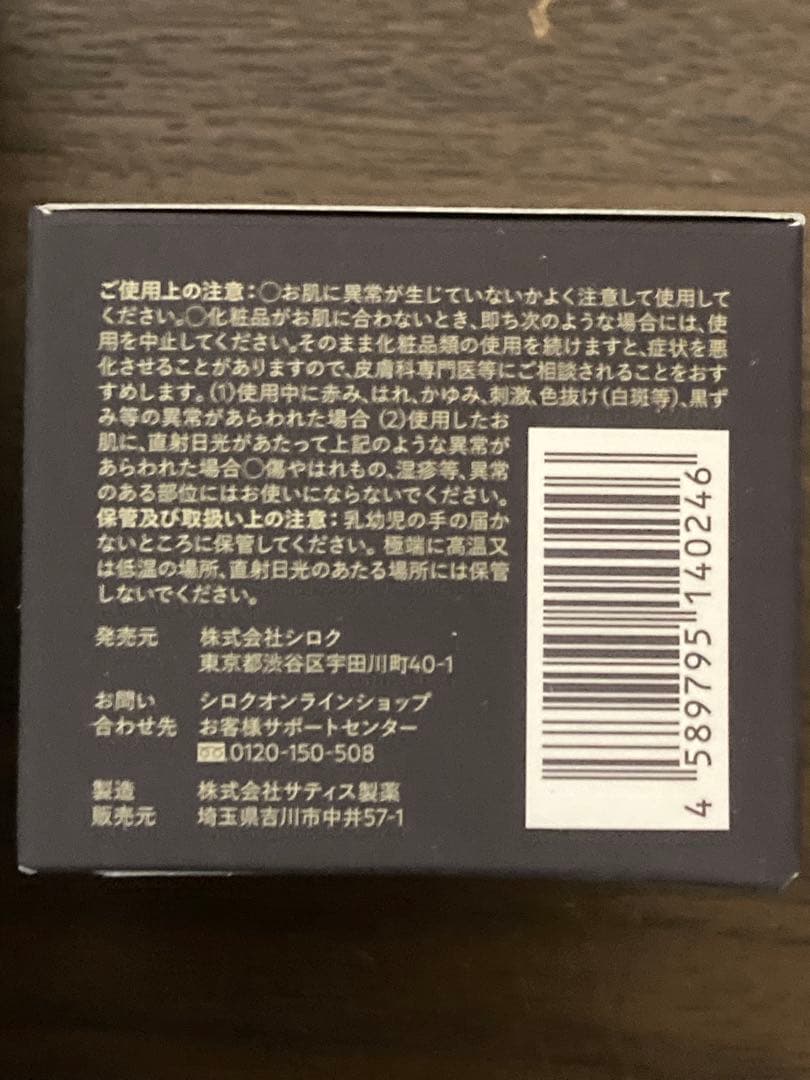 ご使用上の注意：○お肌に異常が生じていないかよく注意して使用して
ください。○化粧品がお肌に合わないとき、即ち次のような場合には、使
用を中止してください。そのまま化粧品類の使用を続けますと、症状を悪
化させることがありますので、皮膚科専門医等にご相談されることをおす
すめします。(1)使用中に赤み、はれ、かゆみ、刺激、色抜け(白斑等)、黒ず
み等の異常があらわれた場合 (2)使用したお
肌に、直射日光があたって上記のような異常が
あらわれた場合○傷やはれもの、湿疹等、異常
のある部位にはお使いにならないでください。
保管及び取扱い上の注意：乳幼児の手の届か
ないところに保管してください。極端に高温又
は低温の場所、直射日光のあたる場所には保管
しないでください。
発売元 株式会社シロク
東京都渋谷区宇田川町40-1
お問い シロクオンラインショップ
合わせ先 お客様サポートセンター
0120-150-508
製造 株式会社サティス製薬
販売元 埼玉県吉川市中井57-1
4 589795 140246